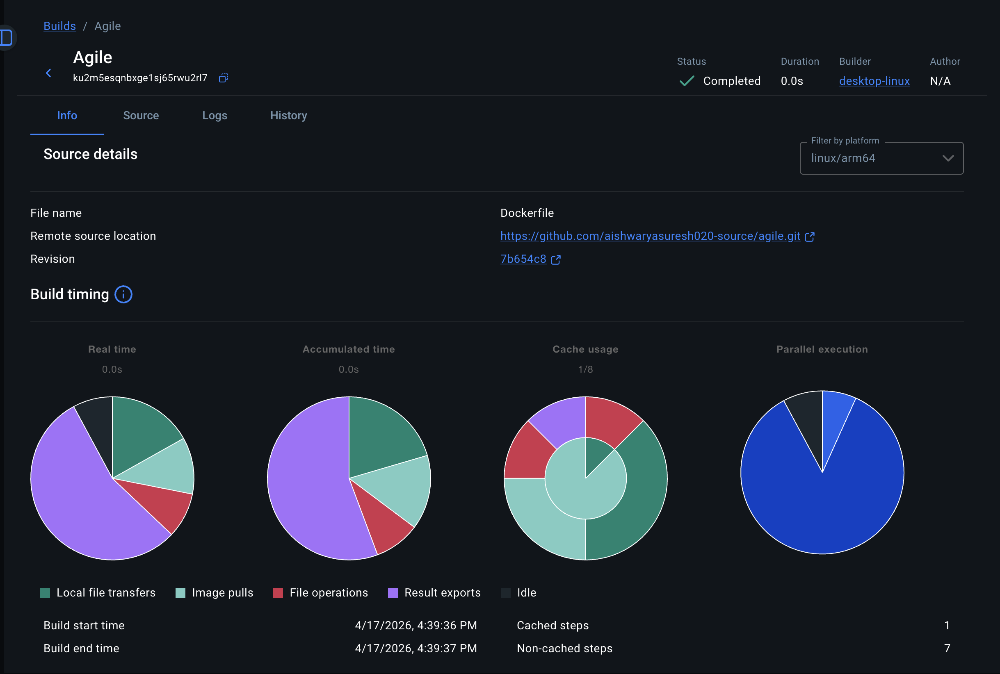 Builds / Agile
Agile
ku2m5esqnbxge1sj65rwu2rl7
Status Duration Builder Author
Completed 0.0s desktop-linux N/A
Info Source Logs History
Source details
Filter by platform
linux/arm64
File name Dockerfile
Remote source location https://github.com/aishwaryasuresh020-source/agile.git
Revision 7b654c8
Build timing
Real time Accumulated time Cache usage Parallel execution
0.0s 0.0s 1/8
Local file transfers Image pulls File operations Result exports Idle
Build start time 4/17/2026, 4:39:36 PM Cached steps 1
Build end time 4/17/2026, 4:39:37 PM Non-cached steps 7